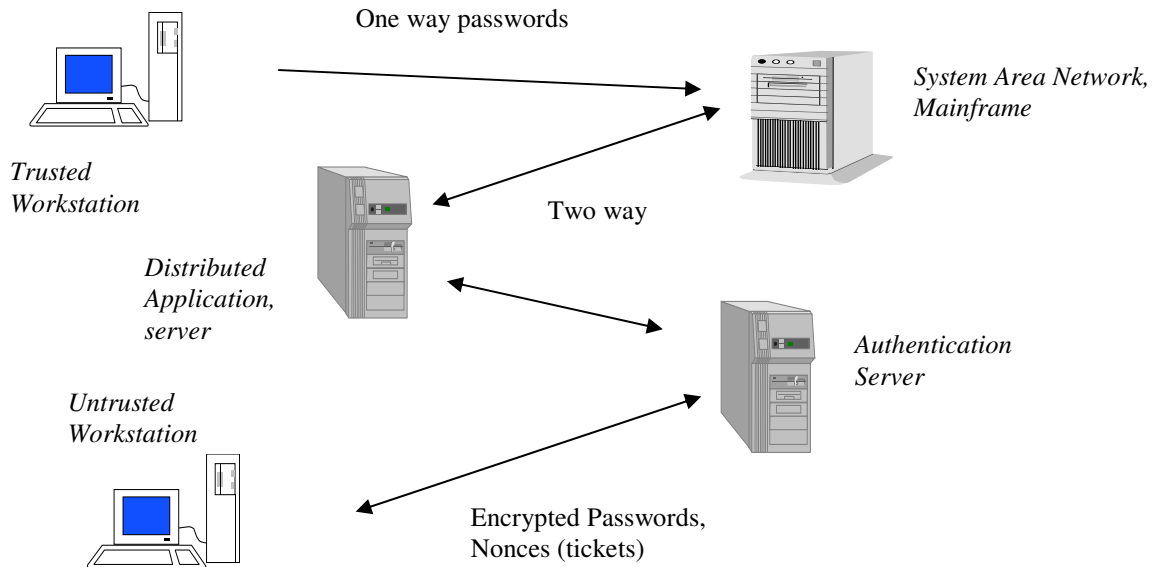 One way passwords
System Area Network,
Mainframe
Trusted
Workstation
Two way
Distributed
Application,
server
Authentication
Server
Untrusted
Workstation
Encrypted Passwords,
Nonces (tickets)